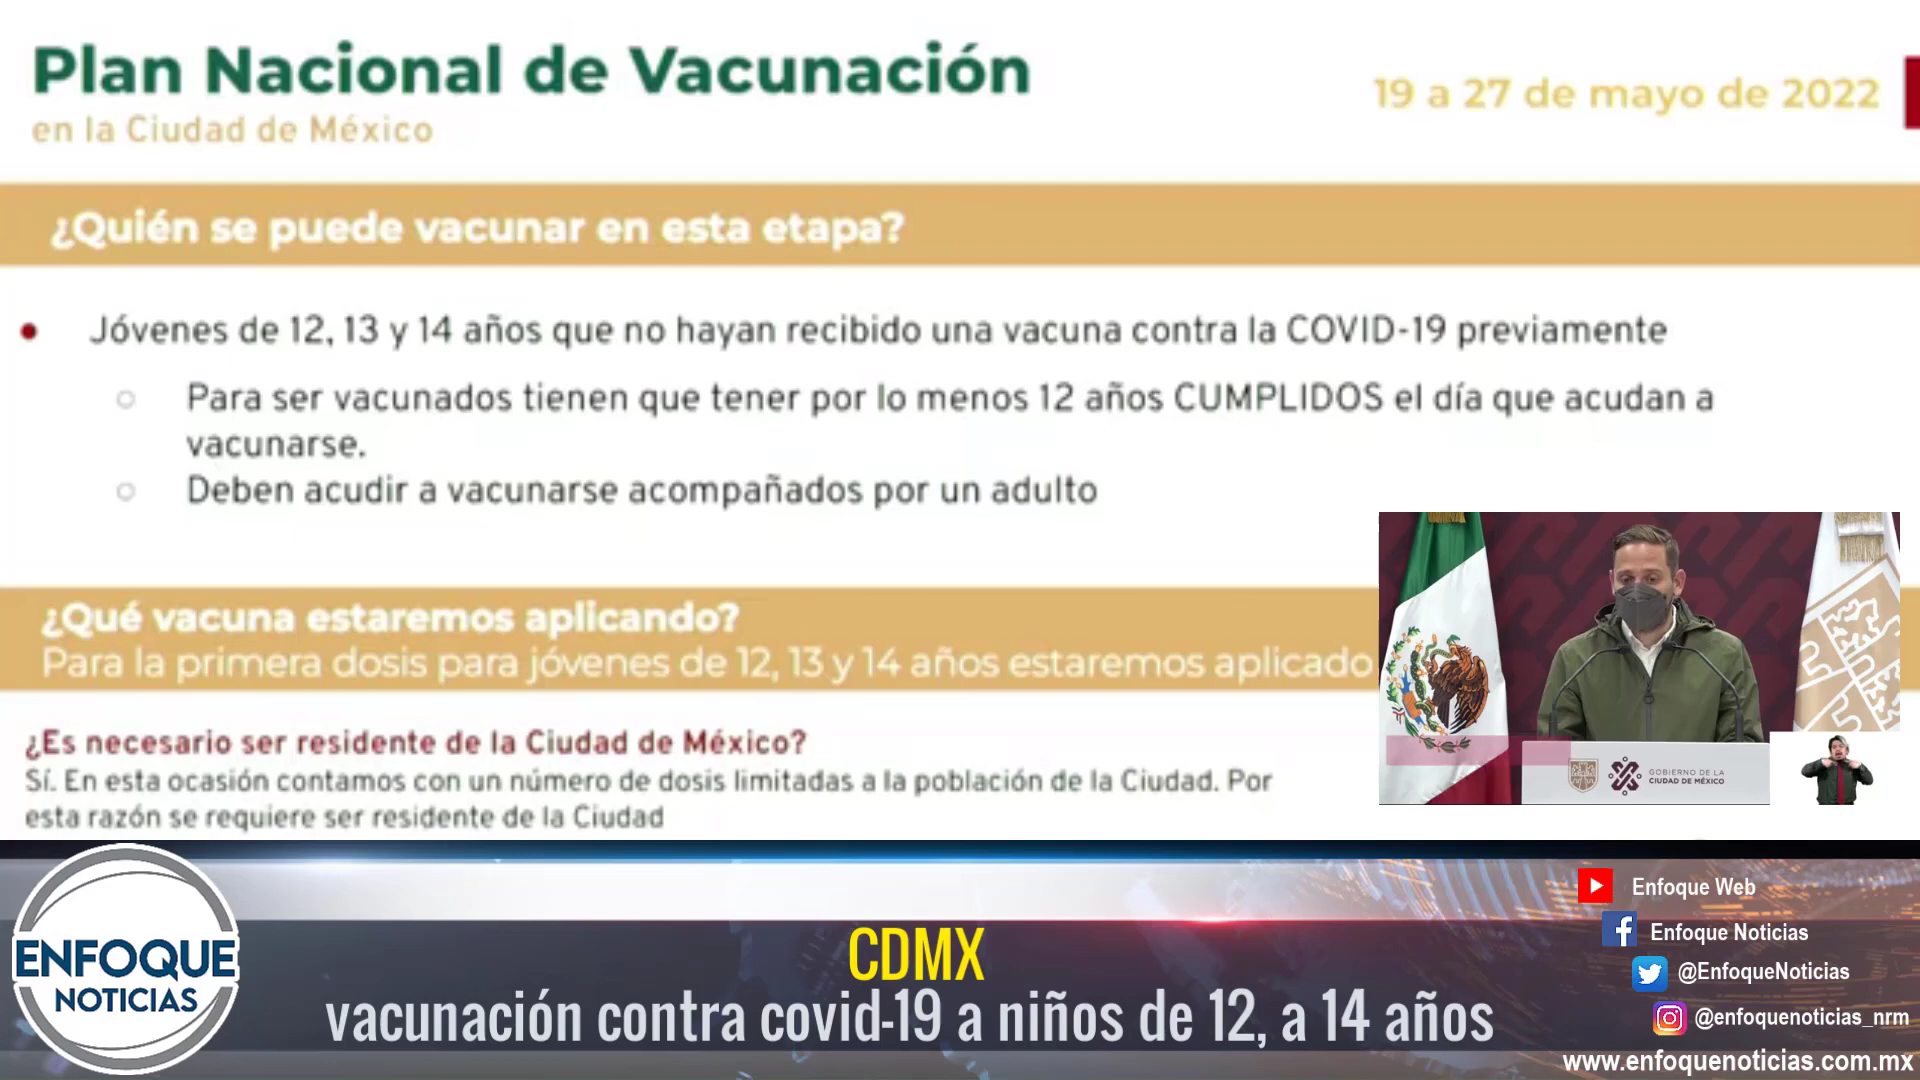 Plan Nacional de Vacunación
en la Ciudad de México
19 a 27 de mayo de 2022
¿Quién se puede vacunar en esta etapa?
Jóvenes de 12, 13 y 14 años que no hayan recibido una vacuna contra la COVID-19 previamente
Para ser vacunados tienen que tener por lo menos 12 años CUMPLIDOS el día que acudan a
vacunarse.
Deben acudir a vacunarse acompañados por un adulto
¿Qué vacuna estaremos aplicando?
Para la primera dosis para jóvenes de 12, 13 y 14 años estaremos aplicado
¿Es necesario ser residente de la Ciudad de México?
Sí. En esta ocasión contamos con un número de dosis limitadas a la población de la Ciudad. Por
esta razón se requiere ser residente de la Ciudad
GOBIERNO DE LA
CIUDAD DE MÉXICO
ENFOQUE
NOTICIAS
CDMX
vacunación contra covid-19 a niños de 12, a 14 años
Enfoque Web
Enfoque Noticias
@EnfoqueNoticias
@enfoquenoticias_nrm
www.enfoquenoticias.com.mx